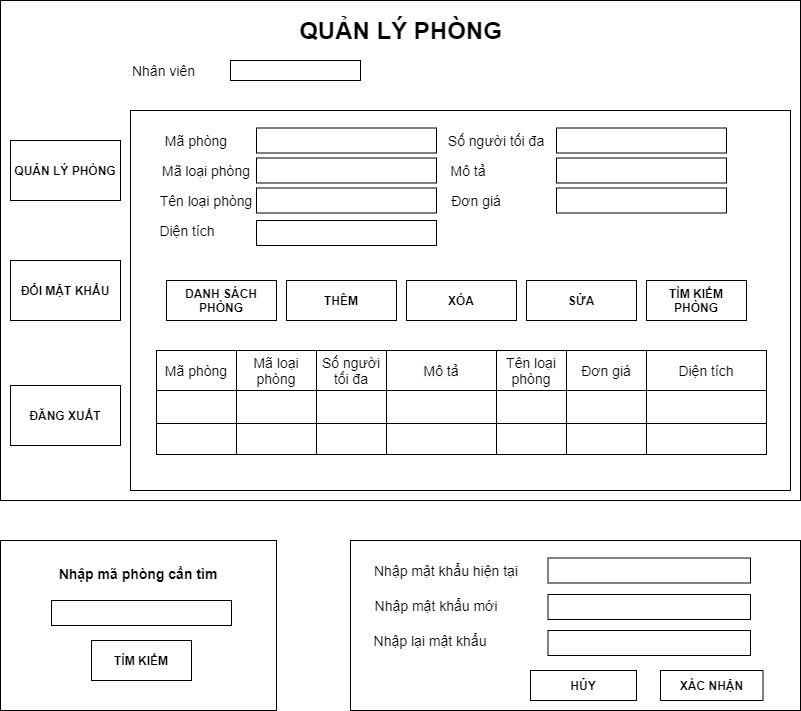 QUẢN LÝ PHÒNG
Nhân viên
QUẢN LÝ PHÒNG
ĐỔI MẬT KHẨU
ĐĂNG XUẤT
Mã phòng
Số người tối đa
Mã loại phòng
Mô tả
Tên loại phòng
Đơn giá
Diện tích
DANH SÁCH
PHÒNG
THÊM
XÓA
SỬA
TÌM KIẾM
PHÒNG
Mã phòng
Mã loại
phòng
Số người
tối đa
Mô tả
Tên loại
phòng
Đơn giá
Diện tích
Nhập mã phòng cần tìm
TÌM KIẾM
Nhập mật khẩu hiện tại
Nhập mật khẩu mới
Nhập lại mật khẩu
HỦY
XÁC NHẬN